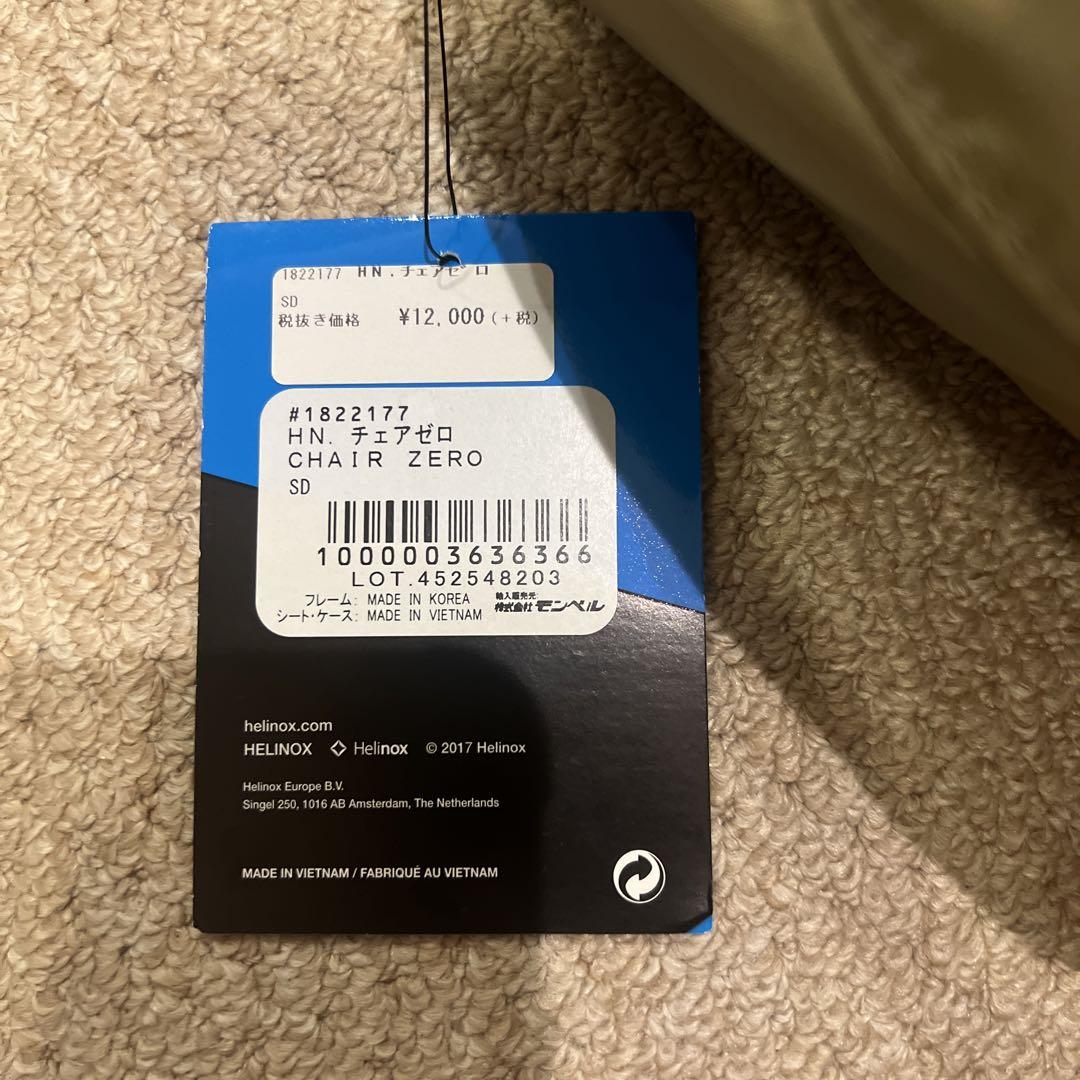 1822177 HN.チェアゼロ
SD
税抜き価格 ¥12,000(+税)
#1822177
HN. チェアゼロ
CHAIR ZERO
SD
1000003636366
LOT.452548203
フレーム: MADE IN KOREA 輸入販売元:
シート・ケース: MADE IN VIETNAM 株式会社モンベル
helinox.com
HELINOX Helinox © 2017 Helinox
Helinox Europe B.V.
Singel 250, 1016 AB Amsterdam, The Netherlands
MADE IN VIETNAM / FABRIQUÉ AU VIETNAM